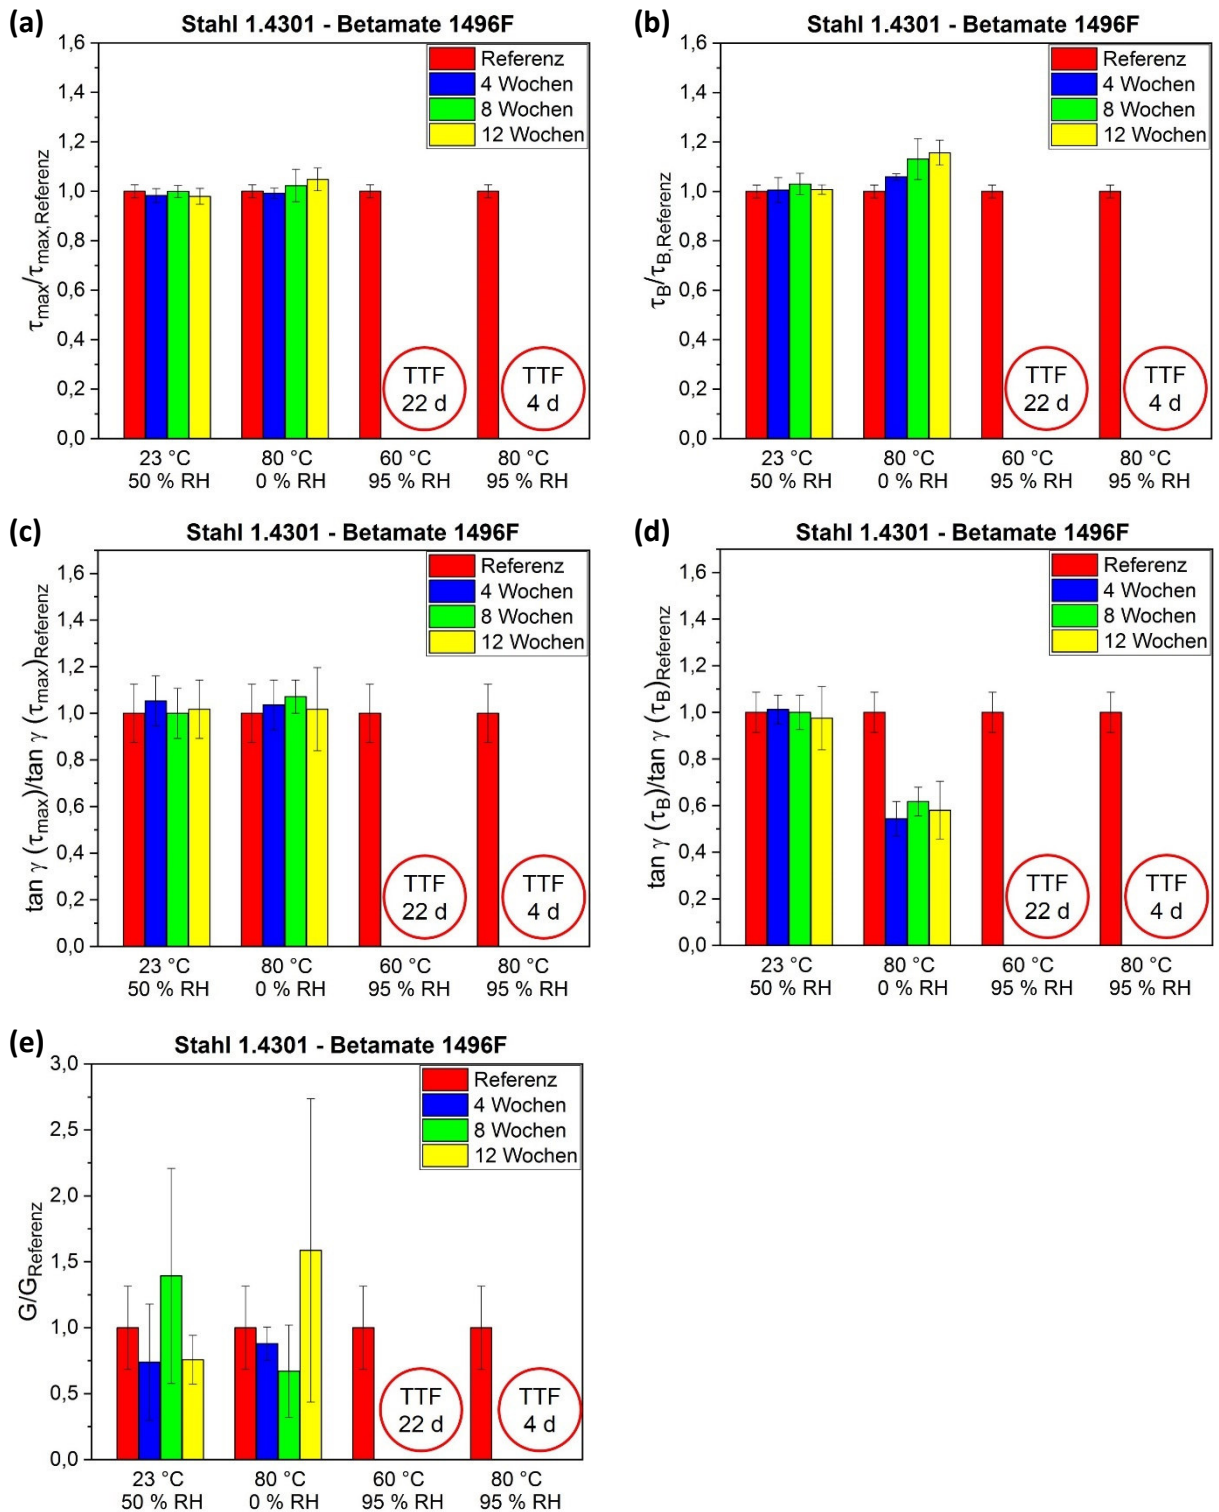 (a)
Stahl 1.4301 - Betamate 1496F
τmax/τmax,Referenz
1,6
1,4
1,2
1,0
0,8
0,6
0,4
0,2
0,0
Referenz
4 Wochen
8 Wochen
12 Wochen
TTF
22 d
TTF
4 d
23 °C
50 % RH
80 °C
0 % RH
60 °C
95 % RH
80 °C
95 % RH
(b)
Stahl 1.4301 - Betamate 1496F
τB/τB,Referenz
1,6
1,4
1,2
1,0
0,8
0,6
0,4
0,2
0,0
Referenz
4 Wochen
8 Wochen
12 Wochen
TTF
22 d
TTF
4 d
23 °C
50 % RH
80 °C
0 % RH
60 °C
95 % RH
80 °C
95 % RH
(c)
Stahl 1.4301 - Betamate 1496F
tan γ (τmax)/tan γ (τmax)Referenz
1,6
1,4
1,2
1,0
0,8
0,6
0,4
0,2
0,0
Referenz
4 Wochen
8 Wochen
12 Wochen
TTF
22 d
TTF
4 d
23 °C
50 % RH
80 °C
0 % RH
60 °C
95 % RH
80 °C
95 % RH
(d)
Stahl 1.4301 - Betamate 1496F
tan γ (τB)/tan γ (τB)Referenz
1,6
1,4
1,2
1,0
0,8
0,6
0,4
0,2
0,0
Referenz
4 Wochen
8 Wochen
12 Wochen
TTF
22 d
TTF
4 d
23 °C
50 % RH
80 °C
0 % RH
60 °C
95 % RH
80 °C
95 % RH
(e)
Stahl 1.4301 - Betamate 1496F
G/GReferenz
3,0
2,5
2,0
1,5
1,0
0,5
0,0
Referenz
4 Wochen
8 Wochen
12 Wochen
TTF
22 d
TTF
4 d
23 °C
50 % RH
80 °C
0 % RH
60 °C
95 % RH
80 °C
95 % RH